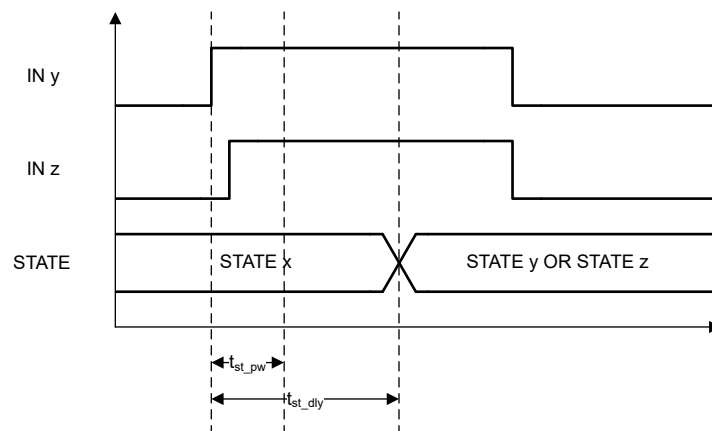 IN y
IN z
STATE
STATE x
STATE y OR STATE z
t_st_pw
t_st_dly